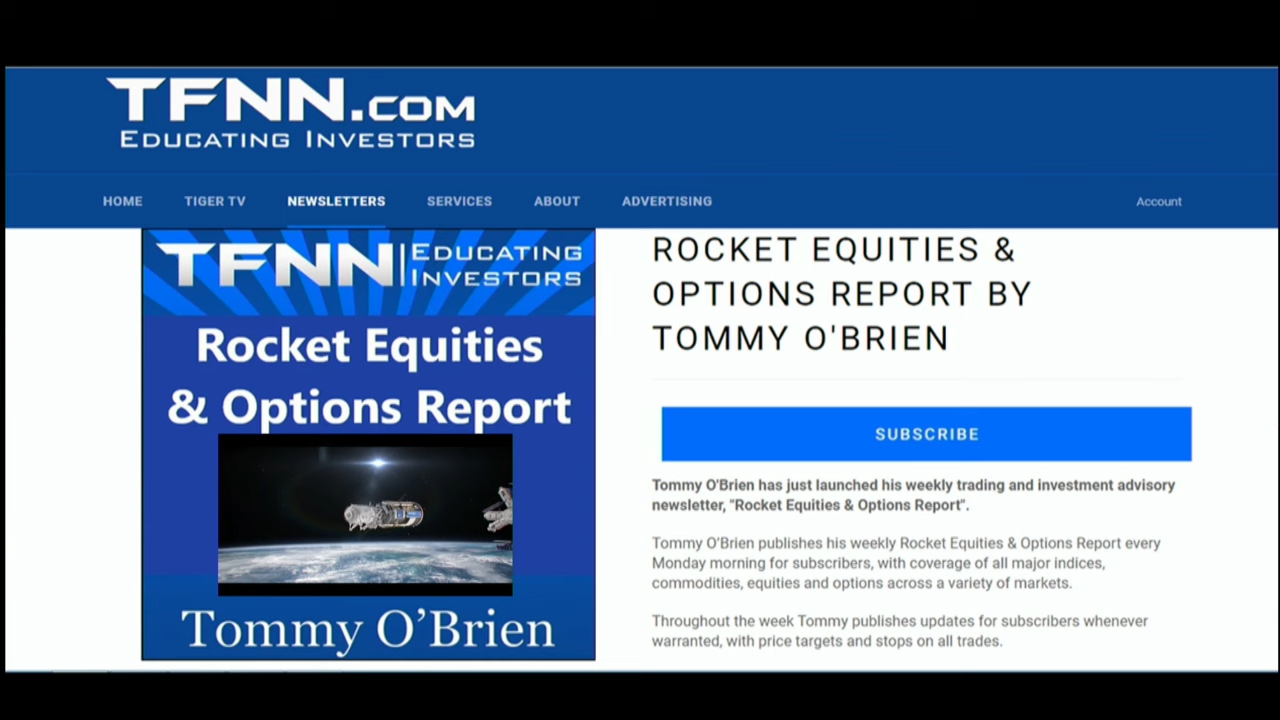 TFNN.COM
EDUCATING INVESTORS
HOME TIGER TV NEWSLETTERS SERVICES ABOUT ADVERTISING Account
TFNN EDUCATING
INVESTORS
Rocket Equities
& Options Report
Tommy O’Brien
ROCKET EQUITIES &
OPTIONS REPORT BY
TOMMY O'BRIEN
SUBSCRIBE
Tommy O'Brien has just launched his weekly trading and investment advisory
newsletter, "Rocket Equities & Options Report".
Tommy O’Brien publishes his weekly Rocket Equities & Options Report every
Monday morning for subscribers, with coverage of all major indices,
commodities, equities and options across a variety of markets.
Throughout the week Tommy publishes updates for subscribers whenever
warranted, with price targets and stops on all trades.